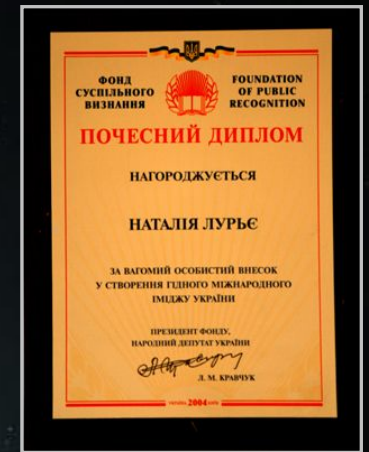 ФОНД
СУСПІЛЬНОГО
ВИЗНАННЯ
FOUNDATION
OF PUBLIC
RECOGNITION
ПОЧЕСНИЙ ДИПЛОМ
НАГОРОДЖУЄТЬСЯ
НАТАЛІЯ ЛУРЬЄ
ЗА ВАГОМИЙ ОСОБИСТИЙ ВНЕСОК
У СТВОРЕННЯ ГІДНОГО МІЖНАРОДНОГО
ІМІДЖУ УКРАЇНИ
ПРЕЗИДЕНТ ФОНДУ,
НАРОДНИЙ ДЕПУТАТ УКРАЇНИ
Л. М. КРАВЧУК
2004